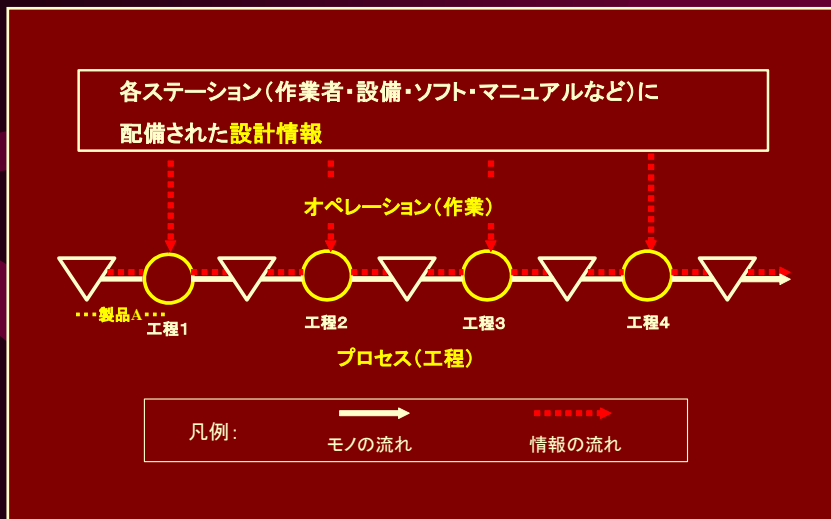 各ステーション(作業者・設備・ソフト・マニュアルなど)に
配備された設計情報
オペレーション(作業)
製品A
工程1
工程2
工程3
工程4
プロセス(工程)
凡例:
モノの流れ
情報の流れ